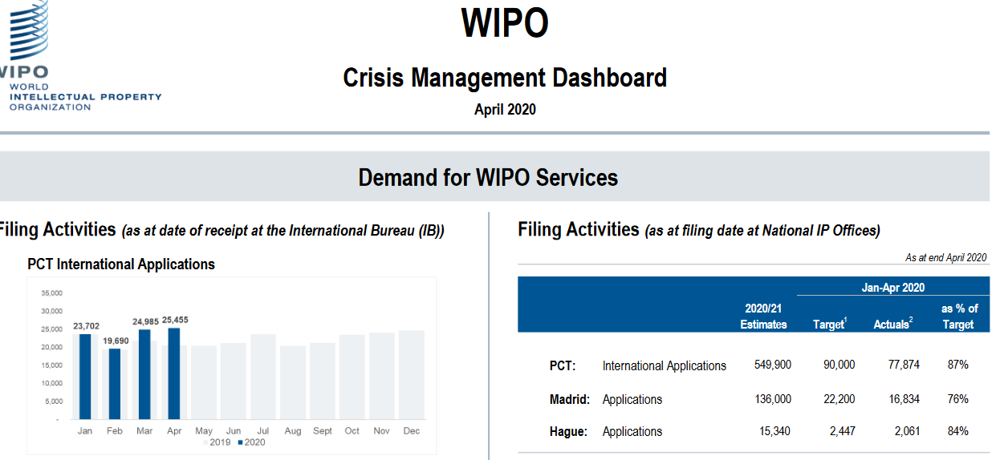 WIPO
WORLD
INTELLECTUAL PROPERTY
ORGANIZATION
WIPO
Crisis Management Dashboard
April 2020
Demand for WIPO Services
Filing Activities (as at date of receipt at the International Bureau (IB))
PCT International Applications
35,000
30,000
25,000
20,000
15,000
10,000
5,000
-
23,702
19,690
24,985
25,455
Jan Feb Mar Apr May Jun Jul Aug Sept Oct Nov Dec
2019 2020
Filing Activities (as at filing date at National IP Offices)
As at end April 2020
Jan-Apr 2020
2020/21 Estimates Target1 Actuals2 as % of Target
PCT: International Applications 549,900 90,000 77,874 87%
Madrid: Applications 136,000 22,200 16,834 76%
Hague: Applications 15,340 2,447 2,061 84%